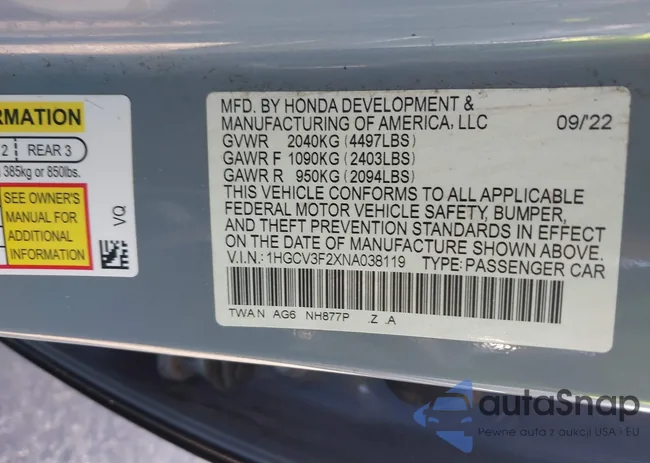 RMATION
2 REAR 3
385kg or 850lbs.
SEE OWNER'S
MANUAL FOR
ADDITIONAL
INFORMATION
VQ
MFD. BY HONDA DEVELOPMENT &
MANUFACTURING OF AMERICA, LLC 09/'22
GVWR 2040KG (4497LBS)
GAWR F 1090KG (2403LBS)
GAWR R 950KG (2094LBS)
THIS VEHICLE CONFORMS TO ALL APPLICABLE
FEDERAL MOTOR VEHICLE SAFETY, BUMPER,
AND THEFT PREVENTION STANDARDS IN EFFECT
ON THE DATE OF MANUFACTURE SHOWN ABOVE.
V.I.N.: 1HGCV3F2XNA038119 TYPE: PASSENGER CAR
TWA N AG6 NH877P .Z .A
autaSnap
Pewne auta z aukcji USA - EU